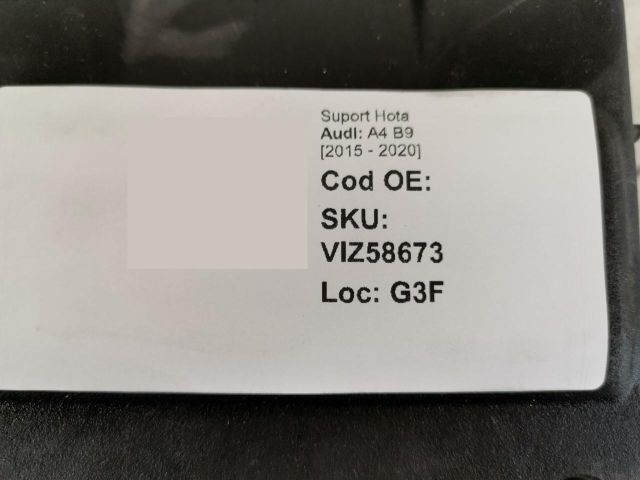 Suport Hota
Audi: A4 B9
[2015 - 2020]
Cod OE:
SKU:
VIZ58673
Loc: G3F